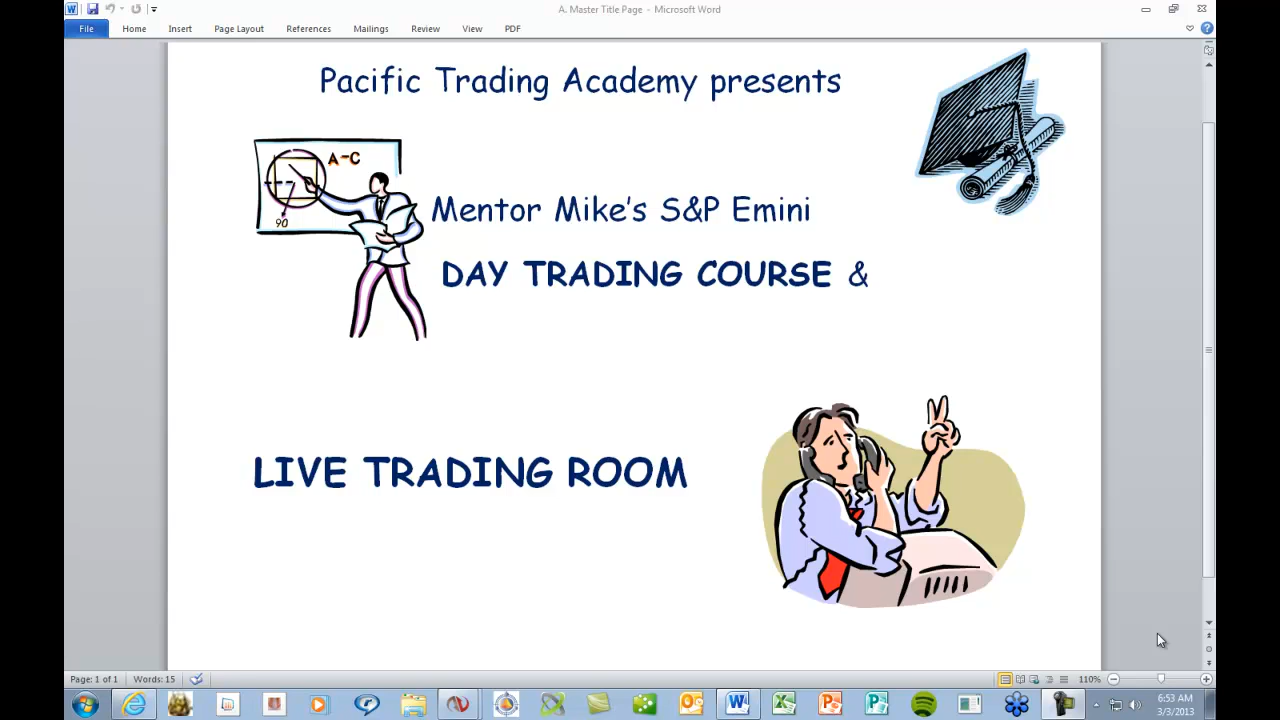 A. Master Title Page - Microsoft Word
File Home Insert Page Layout References Mailings Review View PDF
Pacific Trading Academy presents
A-C
90
Mentor Mike's S&P Emini
DAY TRADING COURSE &
LIVE TRADING ROOM
Page: 1 of 1 Words: 15 110%
6:53 AM
3/3/2013